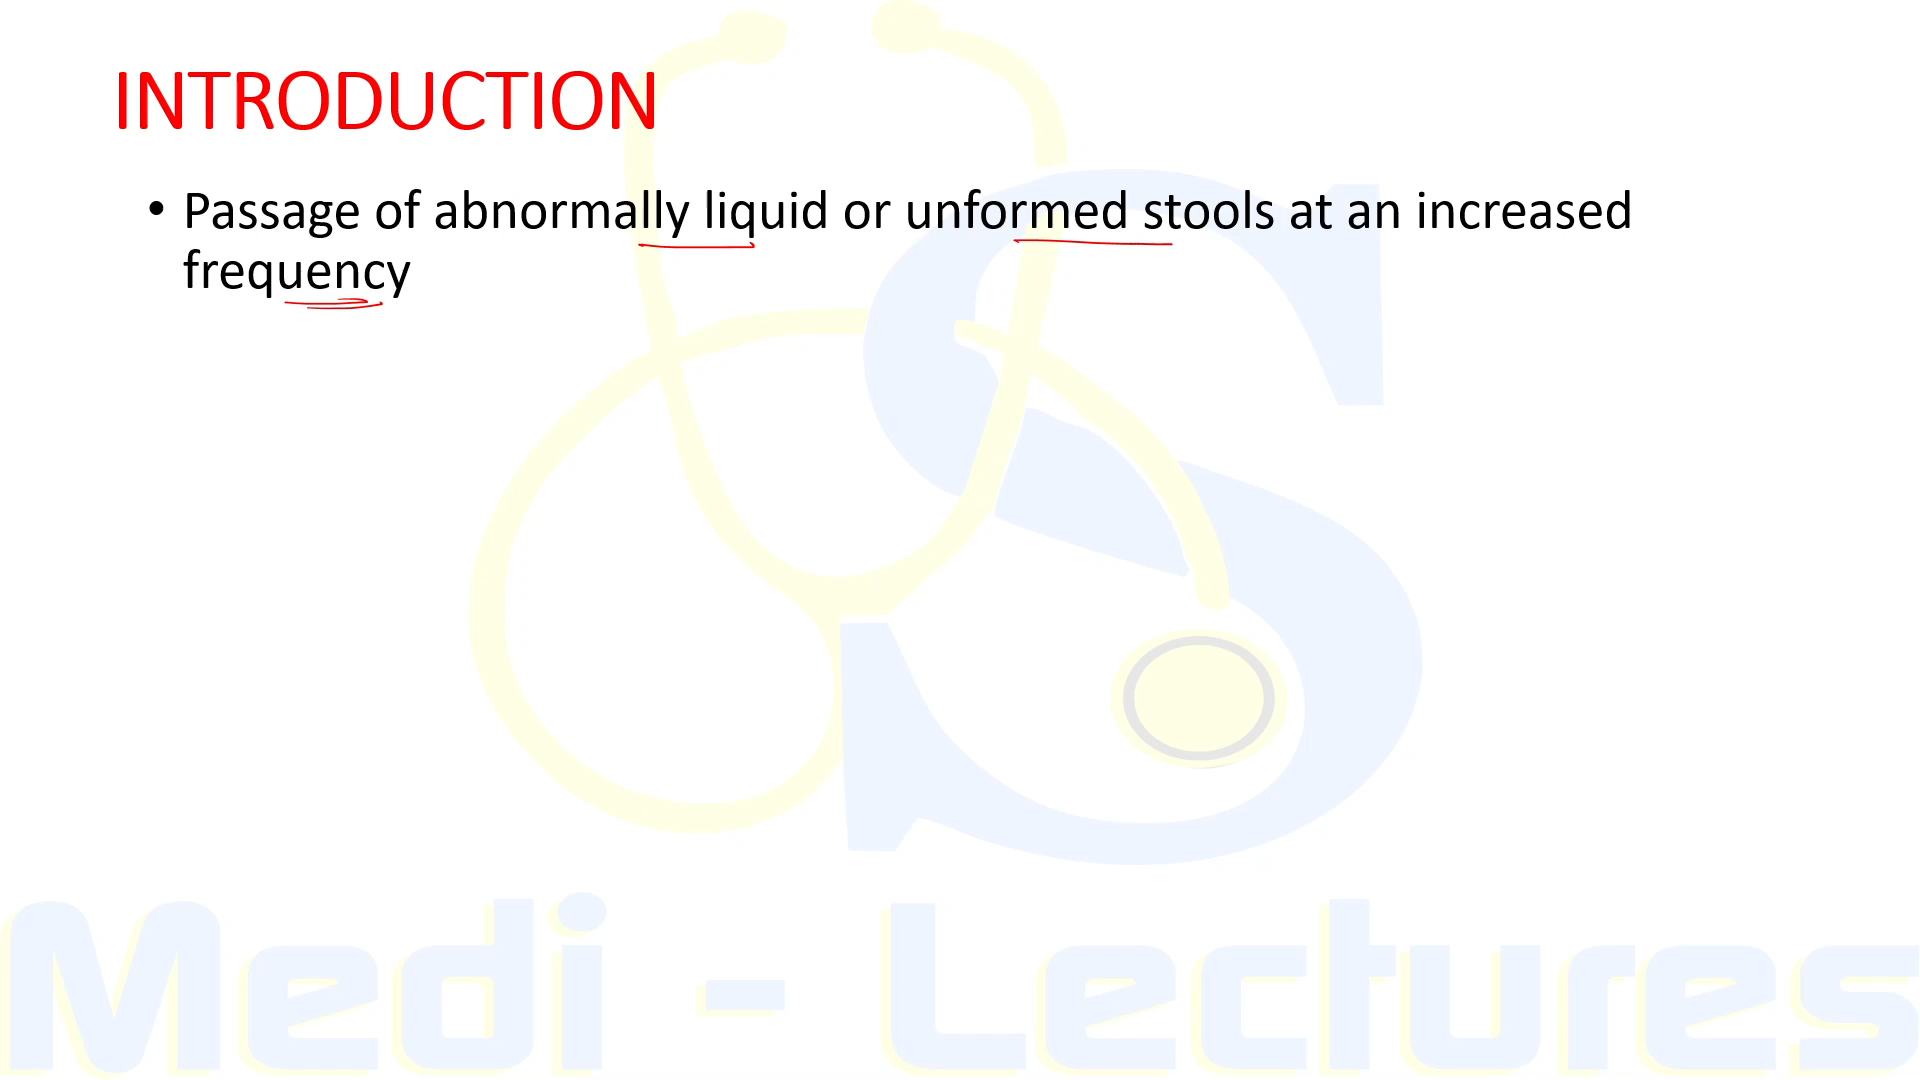 INTRODUCTION
• Passage of abnormally liquid or unformed stools at an increased
frequency
Medi - Lectures